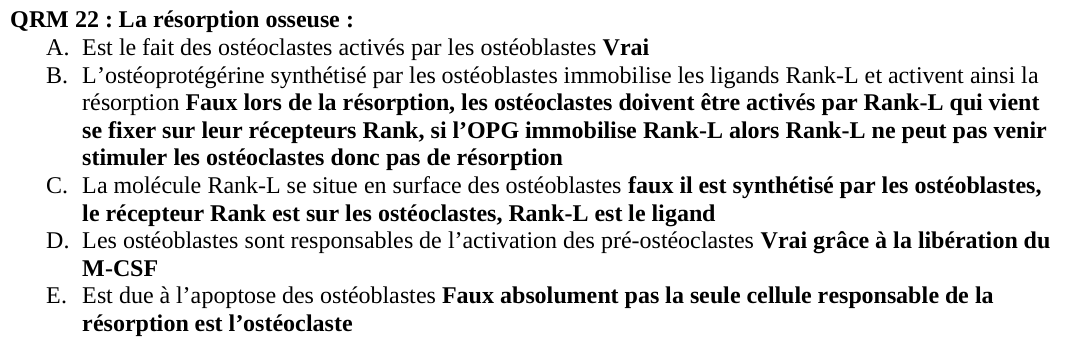 QRM 22 : La résorption osseuse :
A. Est le fait des ostéoclastes activés par les ostéoblastes Vrai
B. L’ostéoprotégérine synthétisé par les ostéoblastes immobilise les ligands Rank-L et activent ainsi la
résorption Faux lors de la résorption, les ostéoclastes doivent être activés par Rank-L qui vient
se fixer sur leur récepteurs Rank, si l’OPG immobilise Rank-L alors Rank-L ne peut pas venir
stimuler les ostéoclastes donc pas de résorption
C. La molécule Rank-L se situe en surface des ostéoblastes faux il est synthétisé par les ostéoblastes,
le récepteur Rank est sur les ostéoclastes, Rank-L est le ligand
D. Les ostéoblastes sont responsables de l’activation des pré-ostéoclastes Vrai grâce à la libération du
M-CSF
E. Est due à l’apoptose des ostéoblastes Faux absolument pas la seule cellule responsable de la
résorption est l’ostéoclaste